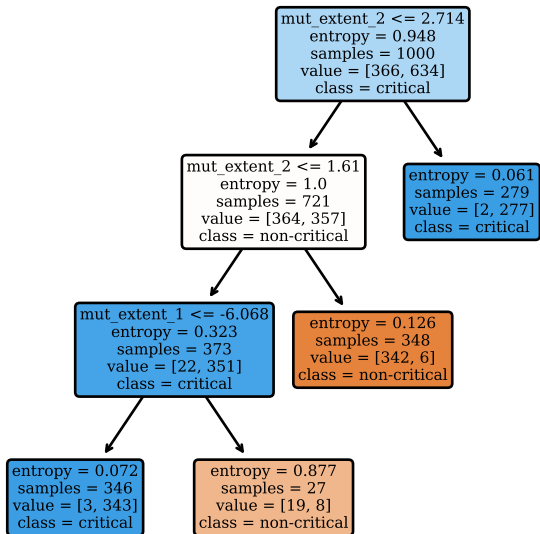 mut_extent_2 <= 2.714
entropy = 0.948
samples = 1000
value = [366, 634]
class = critical
mut_extent_2 <= 1.61
entropy = 1.0
samples = 721
value = [364, 357]
class = non-critical
entropy = 0.061
samples = 279
value = [2, 277]
class = critical
mut_extent_1 <= -6.068
entropy = 0.323
samples = 373
value = [22, 351]
class = critical
entropy = 0.126
samples = 348
value = [342, 6]
class = non-critical
entropy = 0.072
samples = 346
value = [3, 343]
class = critical
entropy = 0.877
samples = 27
value = [19, 8]
class = non-critical